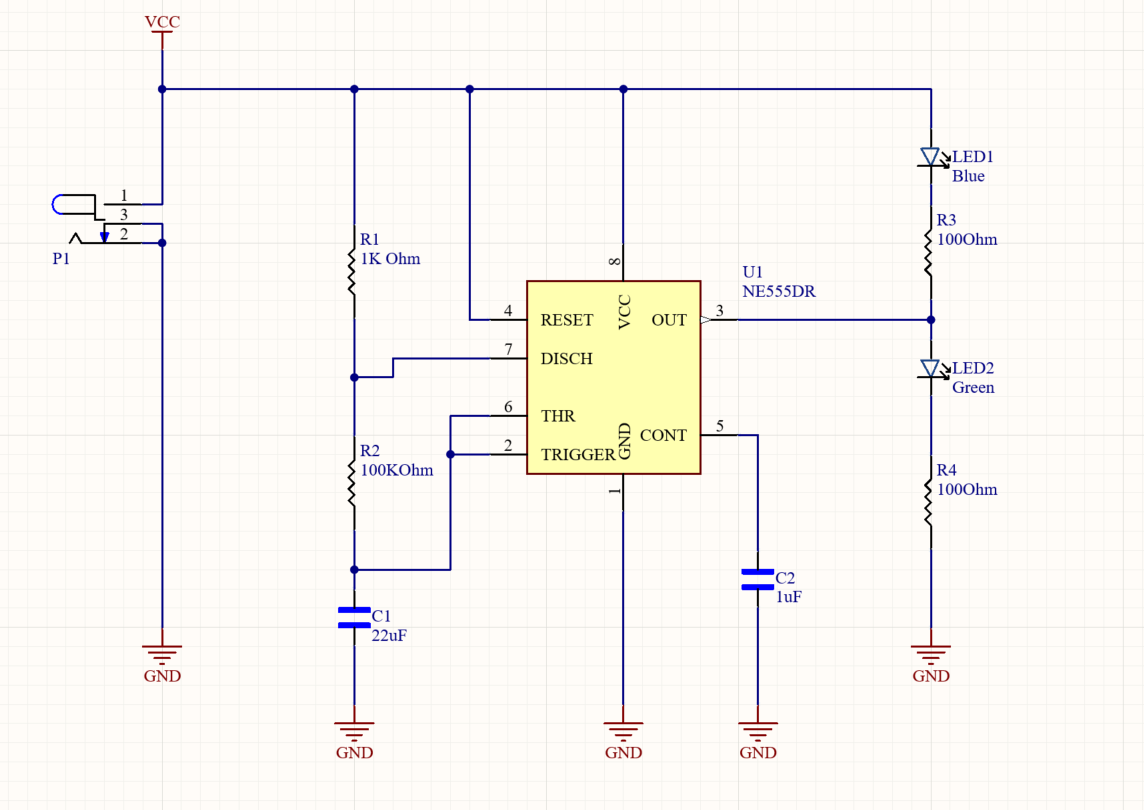 VCC
1
3
2
P1
R1
1K Ohm
R2
100KOhm
C1
22uF
GND
GND
4
RESET
7
DISCH
6
THR
2
TRIGGER
8
VCC
GND
1
OUT
3
CONT
5
U1
NE555DR
GND
C2
1uF
GND
LED1
Blue
R3
100Ohm
LED2
Green
R4
100Ohm
GND